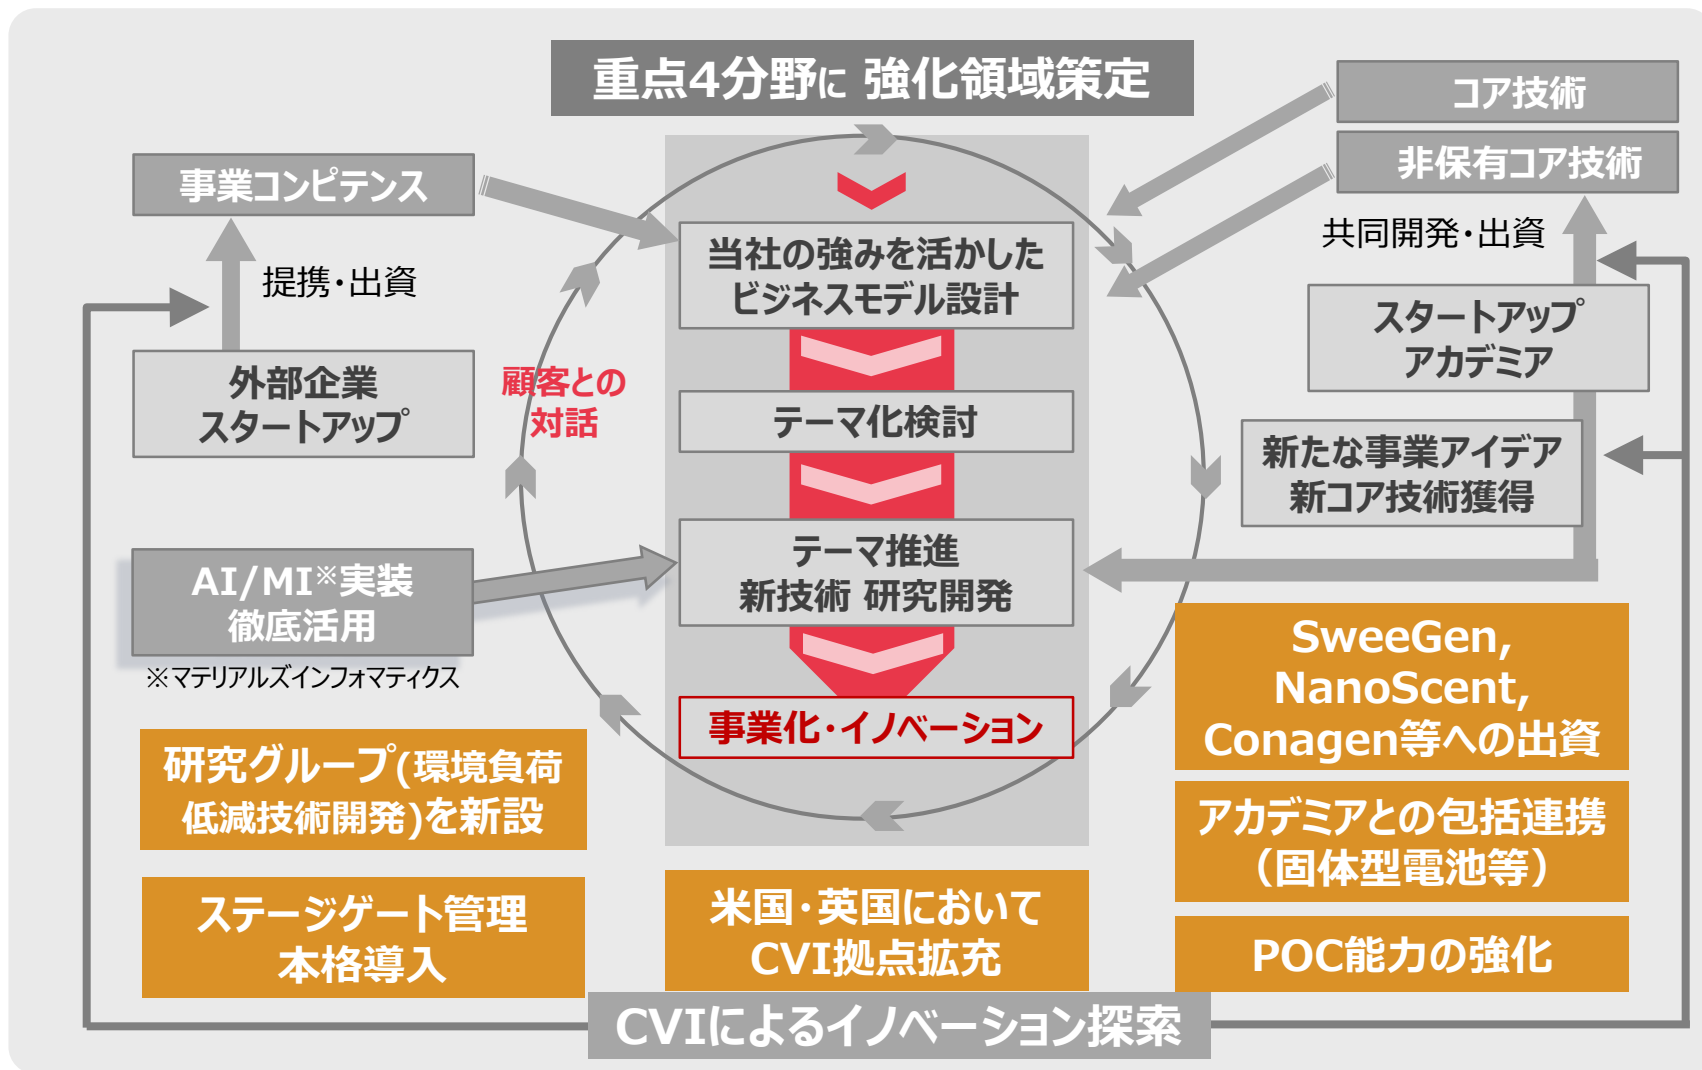 重点4分野に 強化領域策定
コア技術
非保有コア技術
事業コンピテンス
共同開発・出資
提携・出資
当社の強みを活かした
ビジネスモデル設計
スタートアップ
アカデミア
外部企業
スタートアップ
顧客との
対話
テーマ化検討
新たな事業アイデア
新コア技術獲得
テーマ推進
新技術 研究開発
AI/MI※実装
徹底活用
※マテリアルズインフォマティクス
事業化・イノベーション
SweeGen,
NanoScent,
Conagen等への出資
研究グループ(環境負荷
低減技術開発)を新設
アカデミアとの包括連携
（固体型電池等）
ステージゲート管理
本格導入
米国・英国において
CVI拠点拡充
POC能力の強化
CVIによるイノベーション探索